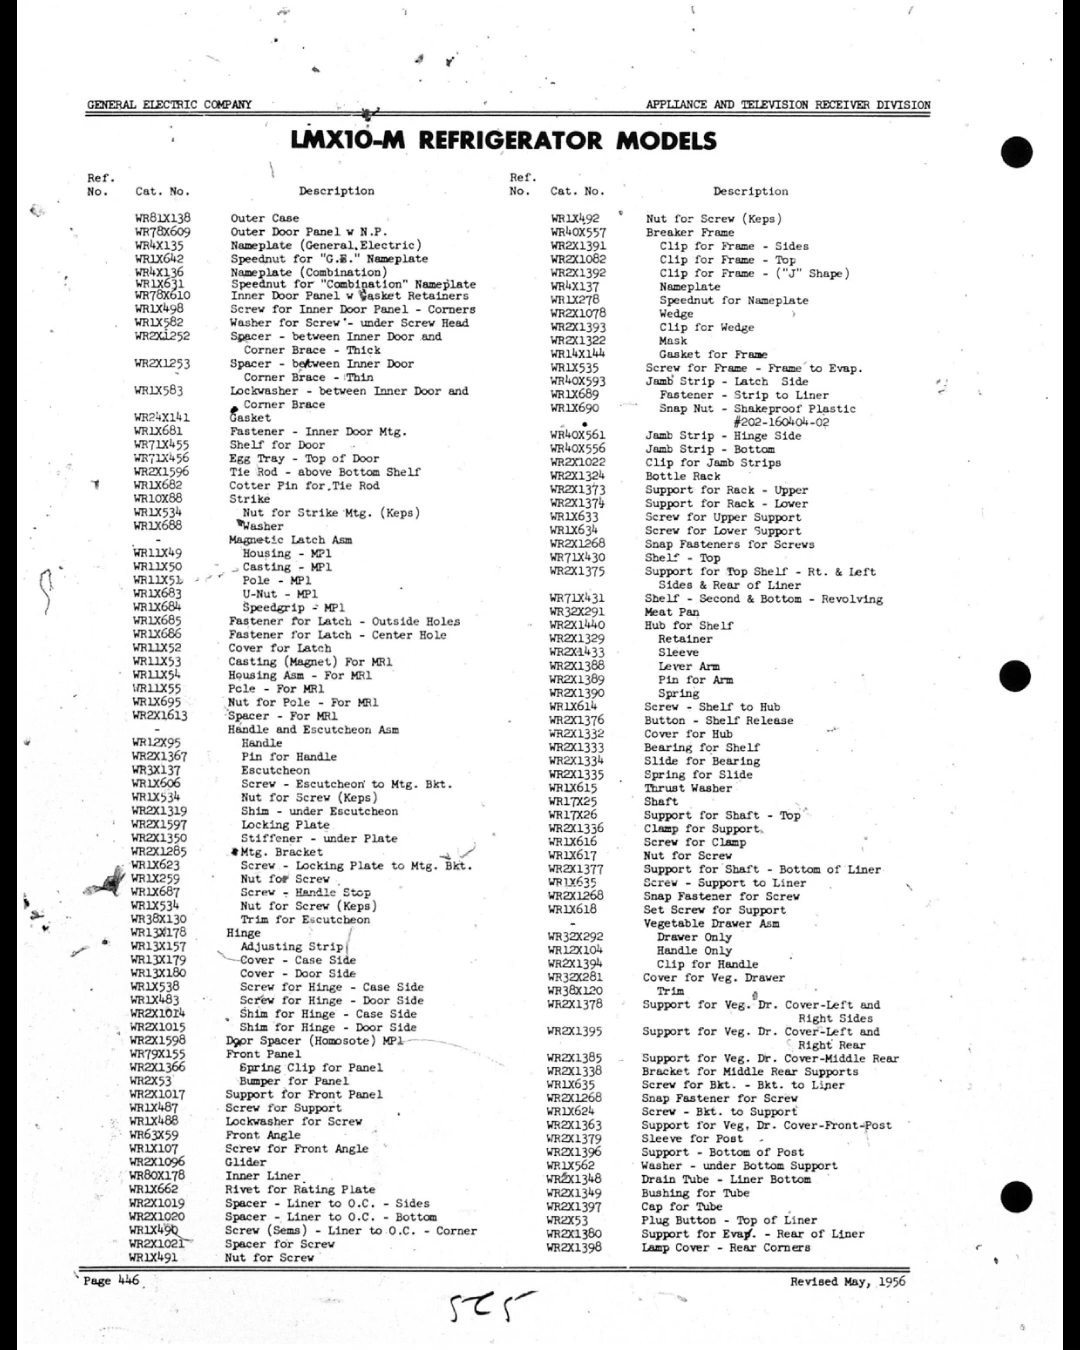 GENERAL ELECTRIC COMPANY APPLIANCE AND TELEVISION RECEIVER DIVISION
LMX10-M REFRIGERATOR MODELS
Ref.
No. Cat. No. Description
WR81X138 Outer Case
WR78X609 Outer Door Panel w N.P.
WR4X135 Nameplate (General Electric)
WR1X642 Speednut for "G.E." Nameplate
WR4X136 Nameplate (Combination)
WR1X631 Speednut for "Combination" Nameplate
WR78X610 Inner Door Panel w Gasket Retainers
WR1X498 Screw for Inner Door Panel - Corners
WR1X582 Washer for Screw - under Screw Head
WR2X1252 Spacer - between Inner Door and
Corner Brace - Thick
WR2X1253 Spacer - between Inner Door
Corner Brace - Thin
WR1X583 Lockwasher - between Inner Door and
Corner Brace
WR24X141 Gasket
WR1X681 Fastener - Inner Door Mtg.
WR71X455 Shelf for Door
WR71X456 Egg Tray - Top of Door
WR2X1596 Tie Rod - above Bottom Shelf
WR1X682 Cotter Pin for Tie Rod
WR10X88 Strike
WR1X534 Nut for Strike Mtg. (Keps)
WR1X688 Washer
- Magnetic Latch Asm
WR11X49 Housing - MP1
WR11X50 Casting - MP1
WR11X51 Pole - MP1
WR1X683 U-Nut - MP1
WR1X684 Speedgrip - MP1
WR1X685 Fastener for Latch - Outside Holes
WR1X686 Fastener for Latch - Center Hole
WR11X52 Cover for Latch
WR11X53 Casting (Magnet) For MR1
WR11X54 Housing Asm - For MR1
WR11X55 Pole - For MR1
WR1X695 Nut for Pole - For MR1
WR2X1613 Spacer - For MR1
- Handle and Escutcheon Asm
WR12X95 Handle
WR2X1367 Pin for Handle
WR3X137 Escutcheon
WR1X606 Screw - Escutcheon to Mtg. Bkt.
WR1X534 Nut for Screw (Keps)
WR2X1319 Shim - under Escutcheon
WR2X1597 Locking Plate
WR2X1350 Stiffener - under Plate
WR2X1285 Mtg. Bracket
WR1X623 Screw - Locking Plate to Mtg. Bkt.
WR1X259 Nut for Screw
WR1X687 Screw - Handle Stop
WR1X534 Nut for Screw (Keps)
WR38X130 Trim for Escutcheon
WR13X178 Hinge
WR13X157 Adjusting Strip
WR13X179 Cover - Case Side
WR13X180 Cover - Door Side
WR1X538 Screw for Hinge - Case Side
WR1X483 Screw for Hinge - Door Side
WR2X1014 Shim for Hinge - Case Side
WR2X1015 Shim for Hinge - Door Side
WR2X1598 Door Spacer (Homosote) MP1
WR79X155 Front Panel
WR2X1366 Spring Clip for Panel
WR2X53 Bumper for Panel
WR2X1017 Support for Front Panel
WR1X487 Screw for Support
WR1X488 Lockwasher for Screw
WR63X59 Front Angle
WR1X107 Screw for Front Angle
WR2X1096 Glider
WR80X178 Inner Liner
WR1X662 Rivet for Rating Plate
WR2X1019 Spacer - Liner to O.C. - Sides
WR2X1020 Spacer - Liner to O.C. - Bottom
WR1X490 Screw (Sems) - Liner to O.C. - Corner
WR2X1021 Spacer for Screw
WR1X491 Nut for Screw
Ref.
No. Cat. No. Description
WR1X492 Nut for Screw (Keps)
WR40X557 Breaker Frame
WR2X1391 Clip for Frame - Sides
WR2X1082 Clip for Frame - Top
WR2X1392 Clip for Frame - ("J" Shape)
WR4X137 Nameplate
WR1X278 Speednut for Nameplate
WR2X1078 Wedge
WR2X1393 Clip for Wedge
WR2X1322 Mask
WR14X144 Gasket for Frame
WR1X535 Screw for Frame - Frame to Evap.
WR40X593 Jamb Strip - Latch Side
WR1X689 Fastener - Strip to Liner
WR1X690 Snap Nut - Shakeproof Plastic
#202-160404-02
WR40X561 Jamb Strip - Hinge Side
WR40X556 Jamb Strip - Bottom
WR2X1022 Clip for Jamb Strips
WR2X1324 Bottle Rack
WR2X1373 Support for Rack - Upper
WR2X1374 Support for Rack - Lower
WR1X633 Screw for Upper Support
WR1X634 Screw for Lower Support
WR2X1268 Snap Fasteners for Screws
WR71X430 Shelf - Top
WR2X1375 Support for Top Shelf - Rt. & Left
Sides & Rear of Liner
WR71X431 Shelf - Second & Bottom - Revolving
WR32X291 Meat Pan
WR2X1440 Hub for Shelf
WR2X1329 Retainer
WR2X1433 Sleeve
WR2X1388 Lever Arm
WR2X1389 Pin for Arm
WR2X1390 Spring
WR1X614 Screw - Shelf to Hub
WR2X1376 Button - Shelf Release
WR2X1332 Cover for Hub
WR2X1333 Bearing for Shelf
WR2X1334 Slide for Bearing
WR2X1335 Spring for Slide
WR1X615 Thrust Washer
WR17X25 Shaft
WR17X26 Support for Shaft - Top
WR2X1336 Clamp for Support
WR1X616 Screw for Clamp
WR1X617 Nut for Screw
WR2X1377 Support for Shaft - Bottom of Liner
WR1X635 Screw - Support to Liner
WR2X1268 Snap Fastener for Screw
WR1X618 Set Screw for Support
- Vegetable Drawer Asm
WR32X292 Drawer Only
WR12X104 Handle Only
WR2X1394 Clip for Handle
WR32X281 Cover for Veg. Drawer
WR38X120 Trim
WR2X1378 Support for Veg. Dr. Cover-Left and
Right Sides
WR2X1395 Support for Veg. Dr. Cover-Left and
Right Rear
WR2X1385 Support for Veg. Dr. Cover-Middle Rear
WR2X1338 Bracket for Middle Rear Supports
WR1X635 Screw for Bkt. - Bkt. to Liner
WR2X1268 Snap Fastener for Screw
WR1X624 Screw - Bkt. to Support
WR2X1363 Support for Veg. Dr. Cover-Front-Post
WR2X1379 Sleeve for Post
WR2X1396 Support - Bottom of Post
WR1X562 Washer - under Bottom Support
WR2X1348 Drain Tube - Liner Bottom
WR2X1349 Bushing for Tube
WR2X1397 Cap for Tube
WR2X53 Plug Button - Top of Liner
WR2X1380 Support for Evap. - Rear of Liner
WR2X1398 Lamp Cover - Rear Corners
Page 446 Revised May, 1956
525